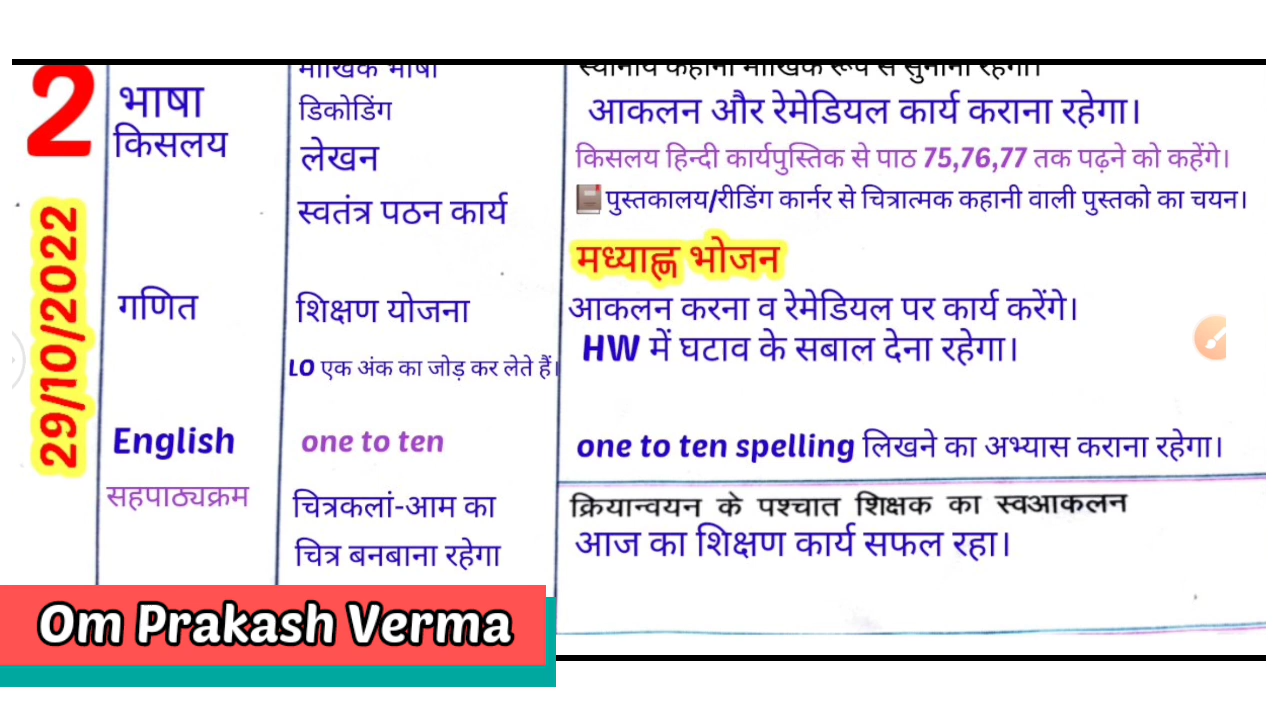 2
29/10/2022
भाषा
किसलय
मौखिक भाषा
डिकोडिंग
लेखन
स्वतंत्र पठन कार्य
स्थानीय कहानी मौखिक रूप से सुनाना रहेगा।
आकलन और रेमेडियल कार्य कराना रहेगा।
किसलय हिन्दी कार्यपुस्तिक से पाठ 75,76,77 तक पढ़ने को कहेंगे।
पुस्तकालय/रीडिंग कार्नर से चित्रात्मक कहानी वाली पुस्तको का चयन।
मध्याह्न भोजन
गणित
शिक्षण योजना
LO एक अंक का जोड़ कर लेते हैं।
आकलन करना व रेमेडियल पर कार्य करेंगे।
HW में घटाव के सबाल देना रहेगा।
English
one to ten
one to ten spelling लिखने का अभ्यास कराना रहेगा।
सहपाठ्यक्रम
चित्रकलां-आम का
चित्र बनबाना रहेगा
क्रियान्वयन के पश्चात शिक्षक का स्वआकलन
आज का शिक्षण कार्य सफल रहा।
Om Prakash Verma